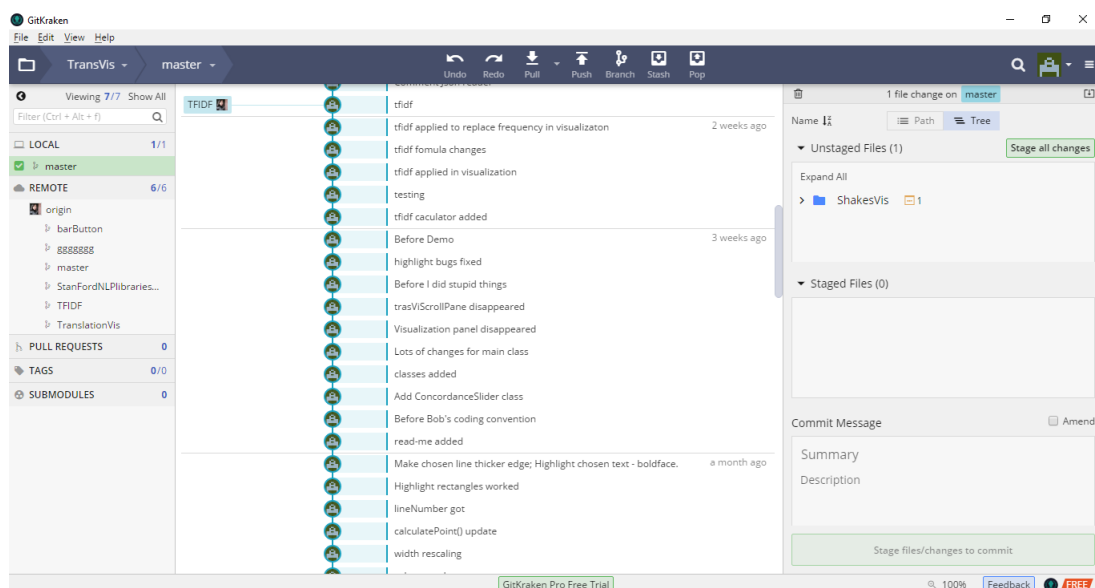 GitKraken
File Edit View Help
TransVis master Undo Redo Pull Push Branch Stash Pop
Viewing 7/7 Show All
Filter (Ctrl + Alt + f)
LOCAL 1/1
master
REMOTE 6/6
origin
barButton
ggggggg
master
StanFordNLPlibraries...
TFIDF
TranslationVis
PULL REQUESTS 0
TAGS 0/0
SUBMODULES 0
TFIDF tfidf
tfidf applied to replace frequency in visualizaton 2 weeks ago
tfidf fomula changes
tfidf applied in visualization
testing
tfidf caculator added
Before Demo 3 weeks ago
highlight bugs fixed
Before I did stupid things
trasViScrollPane disappeared
Visualization panel disappeared
Lots of changes for main class
classes added
Add ConcordanceSlider class
Before Bob's coding convention
read-me added
Make chosen line thicker edge; Highlight chosen text - boldface. a month ago
Highlight rectangles worked
lineNumber got
calculatePoint() update
width rescaling
1 file change on master
Name Path Tree
Unstaged Files (1) Stage all changes
Expand All
ShakesVis 1
Staged Files (0)
Commit Message Amend
Summary
Description
Stage files/changes to commit
GitKraken Pro Free Trial 100% Feedback FREE